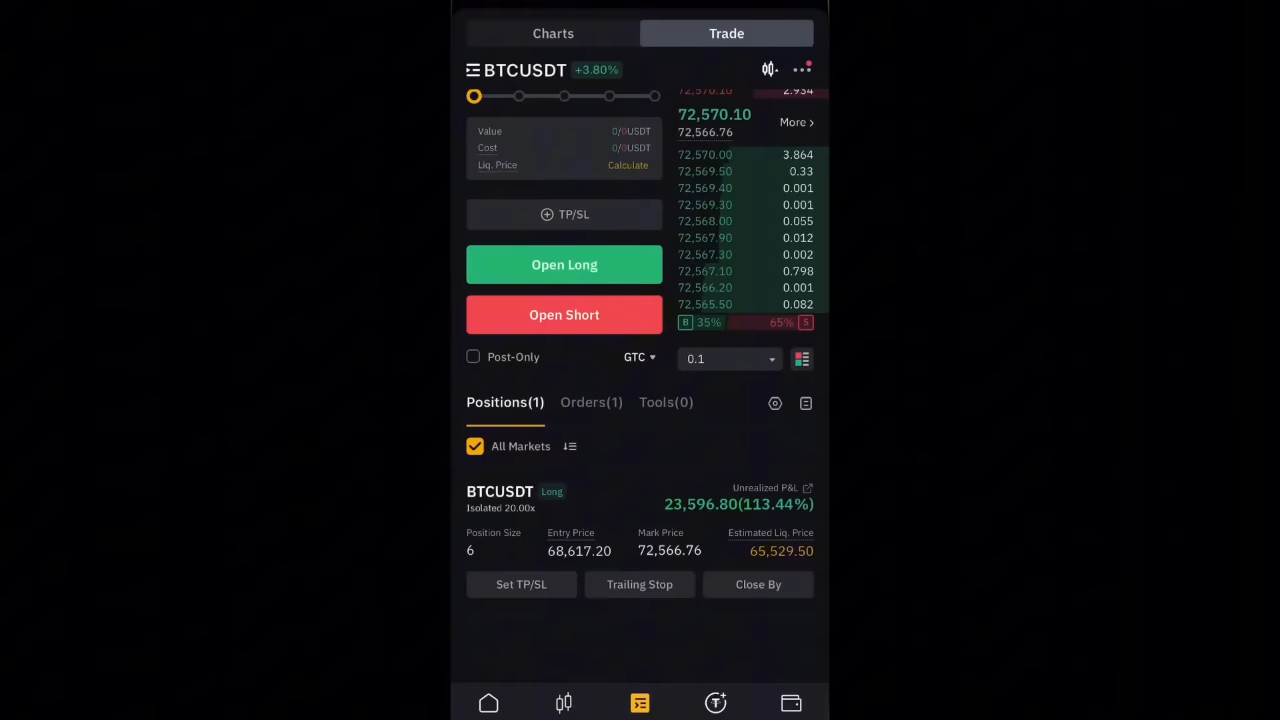 Charts Trade
BTCUSDT +3.80%
72,570.10 2.934
72,570.10
72,566.76
More >
Value 0/0USDT
Cost 0/0USDT
Liq. Price Calculate
TP/SL
Open Long
Open Short
72,570.00 3.864
72,569.50 0.33
72,569.40 0.001
72,569.30 0.001
72,568.00 0.055
72,567.90 0.012
72,567.30 0.002
72,567.10 0.798
72,566.20 0.001
72,565.50 0.082
B 35% 65% S
Post-Only GTC
0.1
Positions(1) Orders(1) Tools(0)
All Markets
BTCUSDT Long
Isolated 20.00x
Unrealized P&L
23,596.80(113.44%)
Position Size Entry Price Mark Price Estimated Liq. Price
6 68,617.20 72,566.76 65,529.50
Set TP/SL Trailing Stop Close By